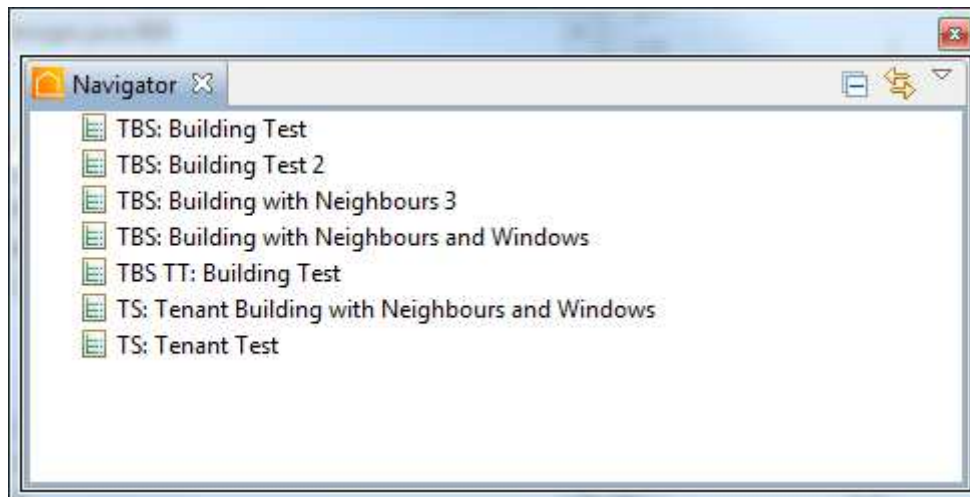 Navigator
TBS: Building Test
TBS: Building Test 2
TBS: Building with Neighbours 3
TBS: Building with Neighbours and Windows
TBS TT: Building Test
TS: Tenant Building with Neighbours and Windows
TS: Tenant Test